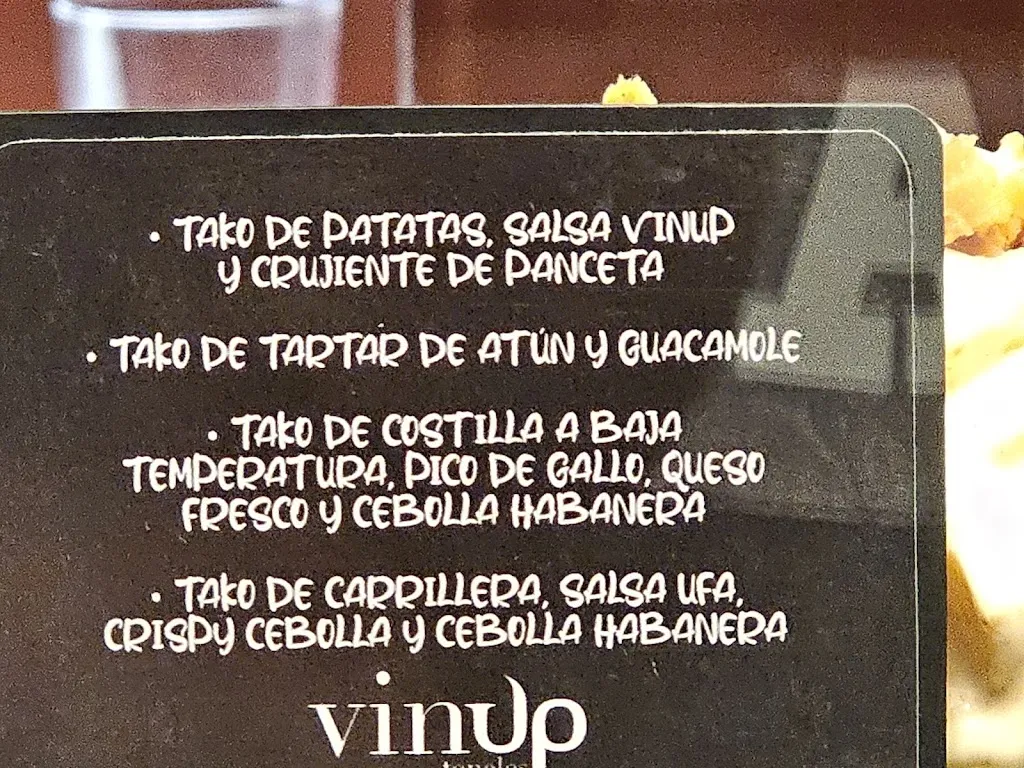 • TAKO DE PATATAS, SALSA VINUP
Y CRUJIENTE DE PANCETA
• TAKO DE TARTAR DE ATÚN Y GUACAMOLE
• TAKO DE COSTILLA A BAJA
TEMPERATURA, PICO DE GALLO, QUESO
FRESCO Y CEBOLLA HABANERA
• TAKO DE CARRILLERA, SALSA UFA,
CRISPY CEBOLLA Y CEBOLLA HABANERA
vinup